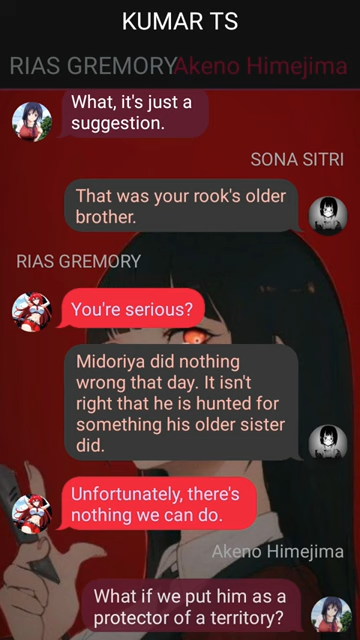 KUMAR TS
RIAS GREMORY Akeno Himejima
What, it's just a
suggestion.
SONA SITRI
That was your rook's older
brother.
RIAS GREMORY
You're serious?
Midoriya did nothing
wrong that day. It isn't
right that he is hunted for
something his older sister
did.
Unfortunately, there's
nothing we can do.
Akeno Himejima
What if we put him as a
protector of a territory?